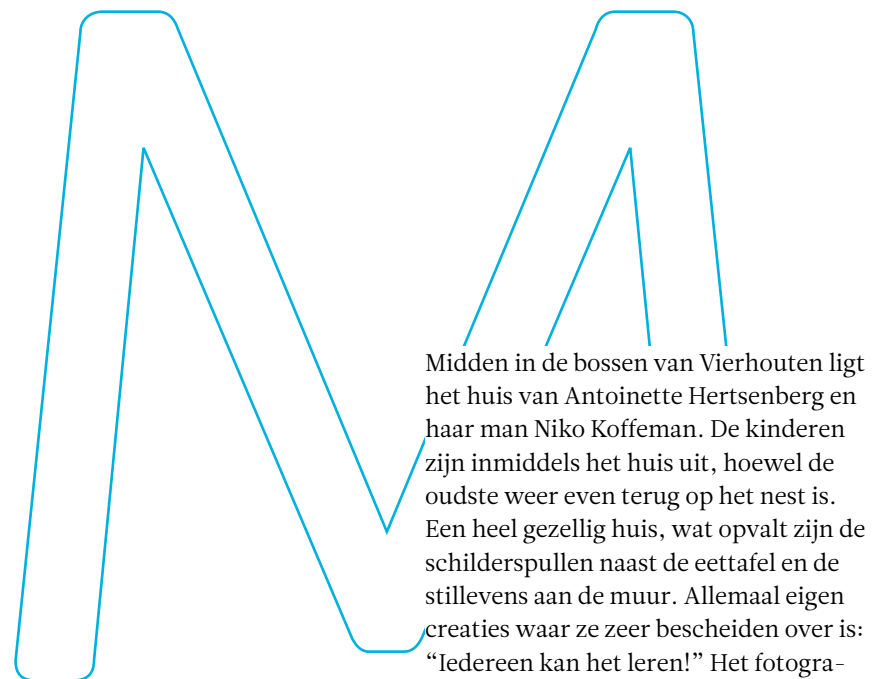 M
Midden in de bossen van Vierhouten ligt
het huis van Antoinette Hertsenberg en
haar man Niko Koffeman. De kinderen
zijn inmiddels het huis uit, hoewel de
oudste weer even terug op het nest is.
Een heel gezellig huis, wat opvalt zijn de
schilderspullen naast de eettafel en de
stillevens aan de muur. Allemaal eigen
creaties waar ze zeer bescheiden over is:
“Iedereen kan het leren!” Het fotogra-